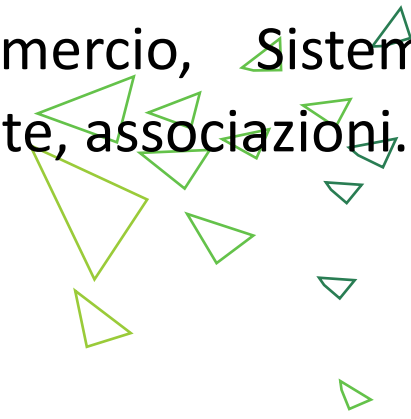 mercio, Sistem
te, associazioni.